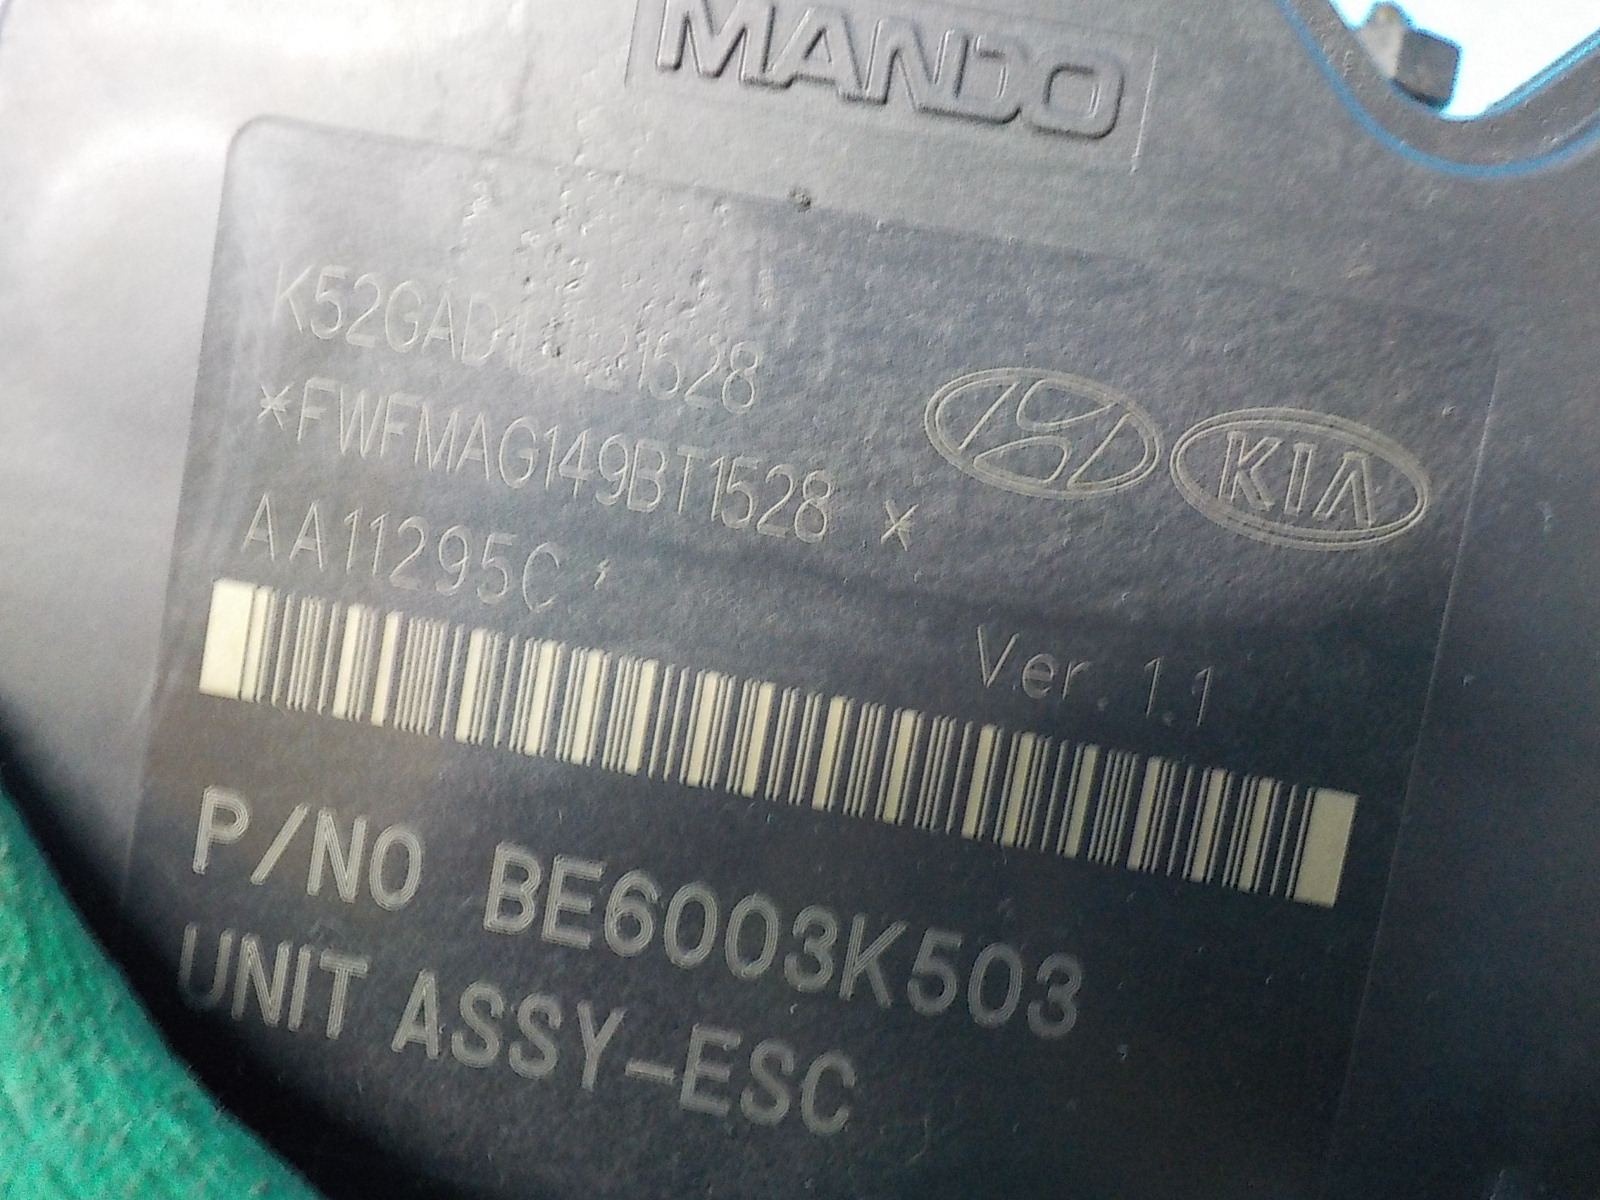 MANDO
*FWFMAG149BT1528 *
KIA
AA11295C
Ver. 1.1
P/NO BE6003K503
UNIT ASSY-ESC